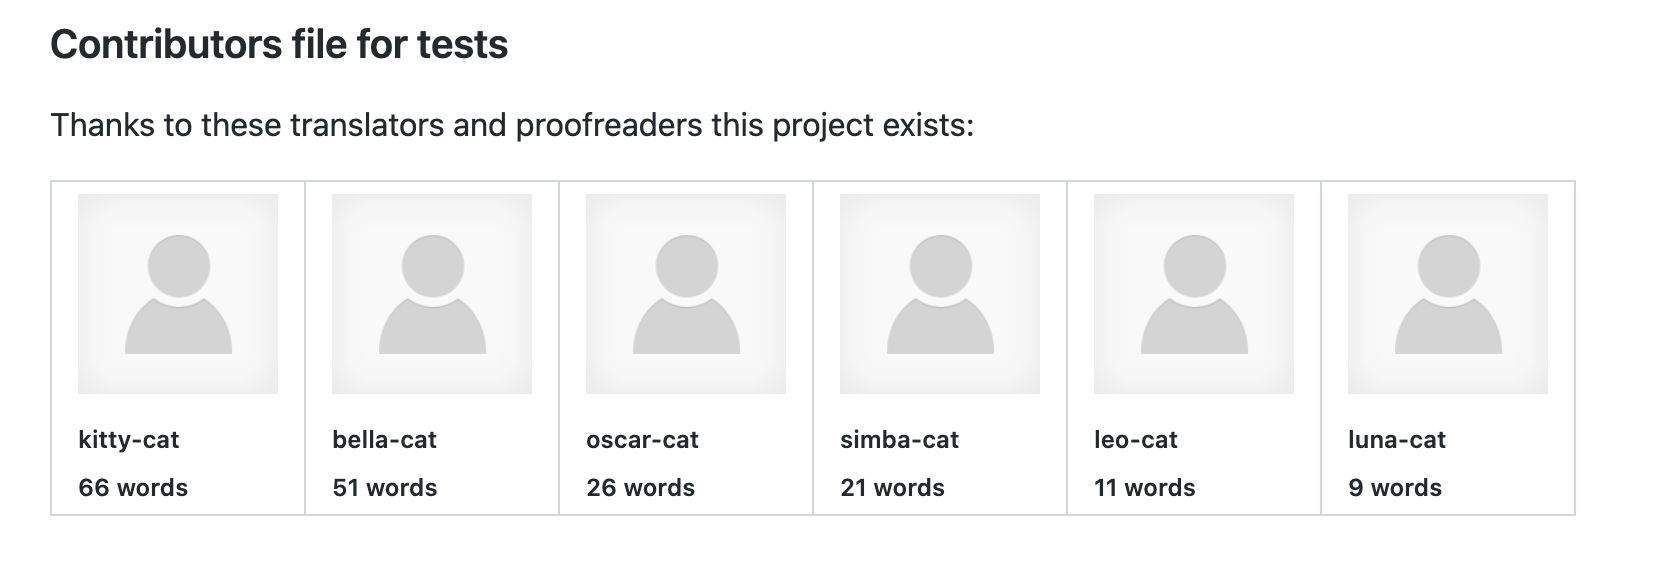 Contributors file for tests
Thanks to these translators and proofreaders this project exists:
kitty-cat
66 words
bella-cat
51 words
oscar-cat
26 words
simba-cat
21 words
leo-cat
11 words
luna-cat
9 words